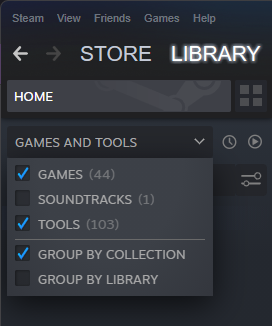 Steam View Friends Games Help
STORE LIBRARY
HOME
GAMES AND TOOLS
GAMES (44)
SOUNDTRACKS (1)
TOOLS (103)
GROUP BY COLLECTION
GROUP BY LIBRARY